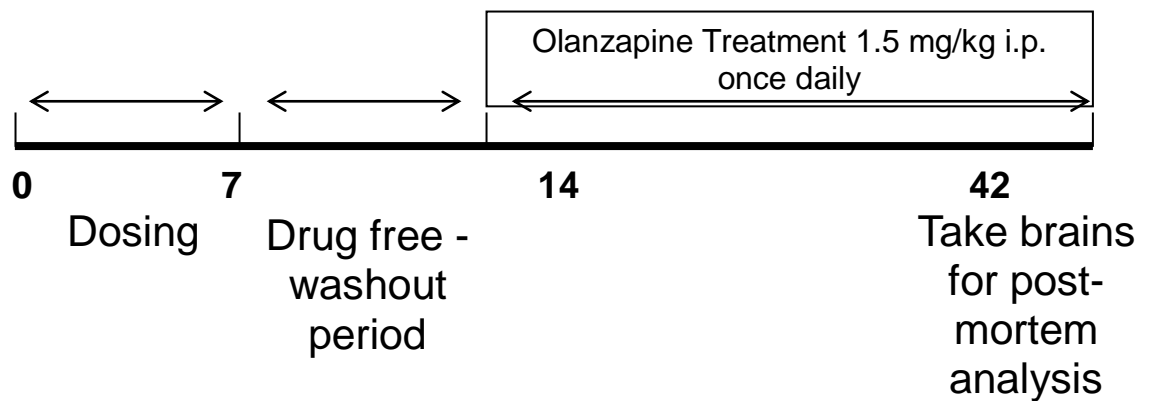 Olanzapine Treatment 1.5 mg/kg i.p.
once daily
0 7 14 42
Dosing
Drug free -
washout
period
Take brains
for post-
mortem
analysis